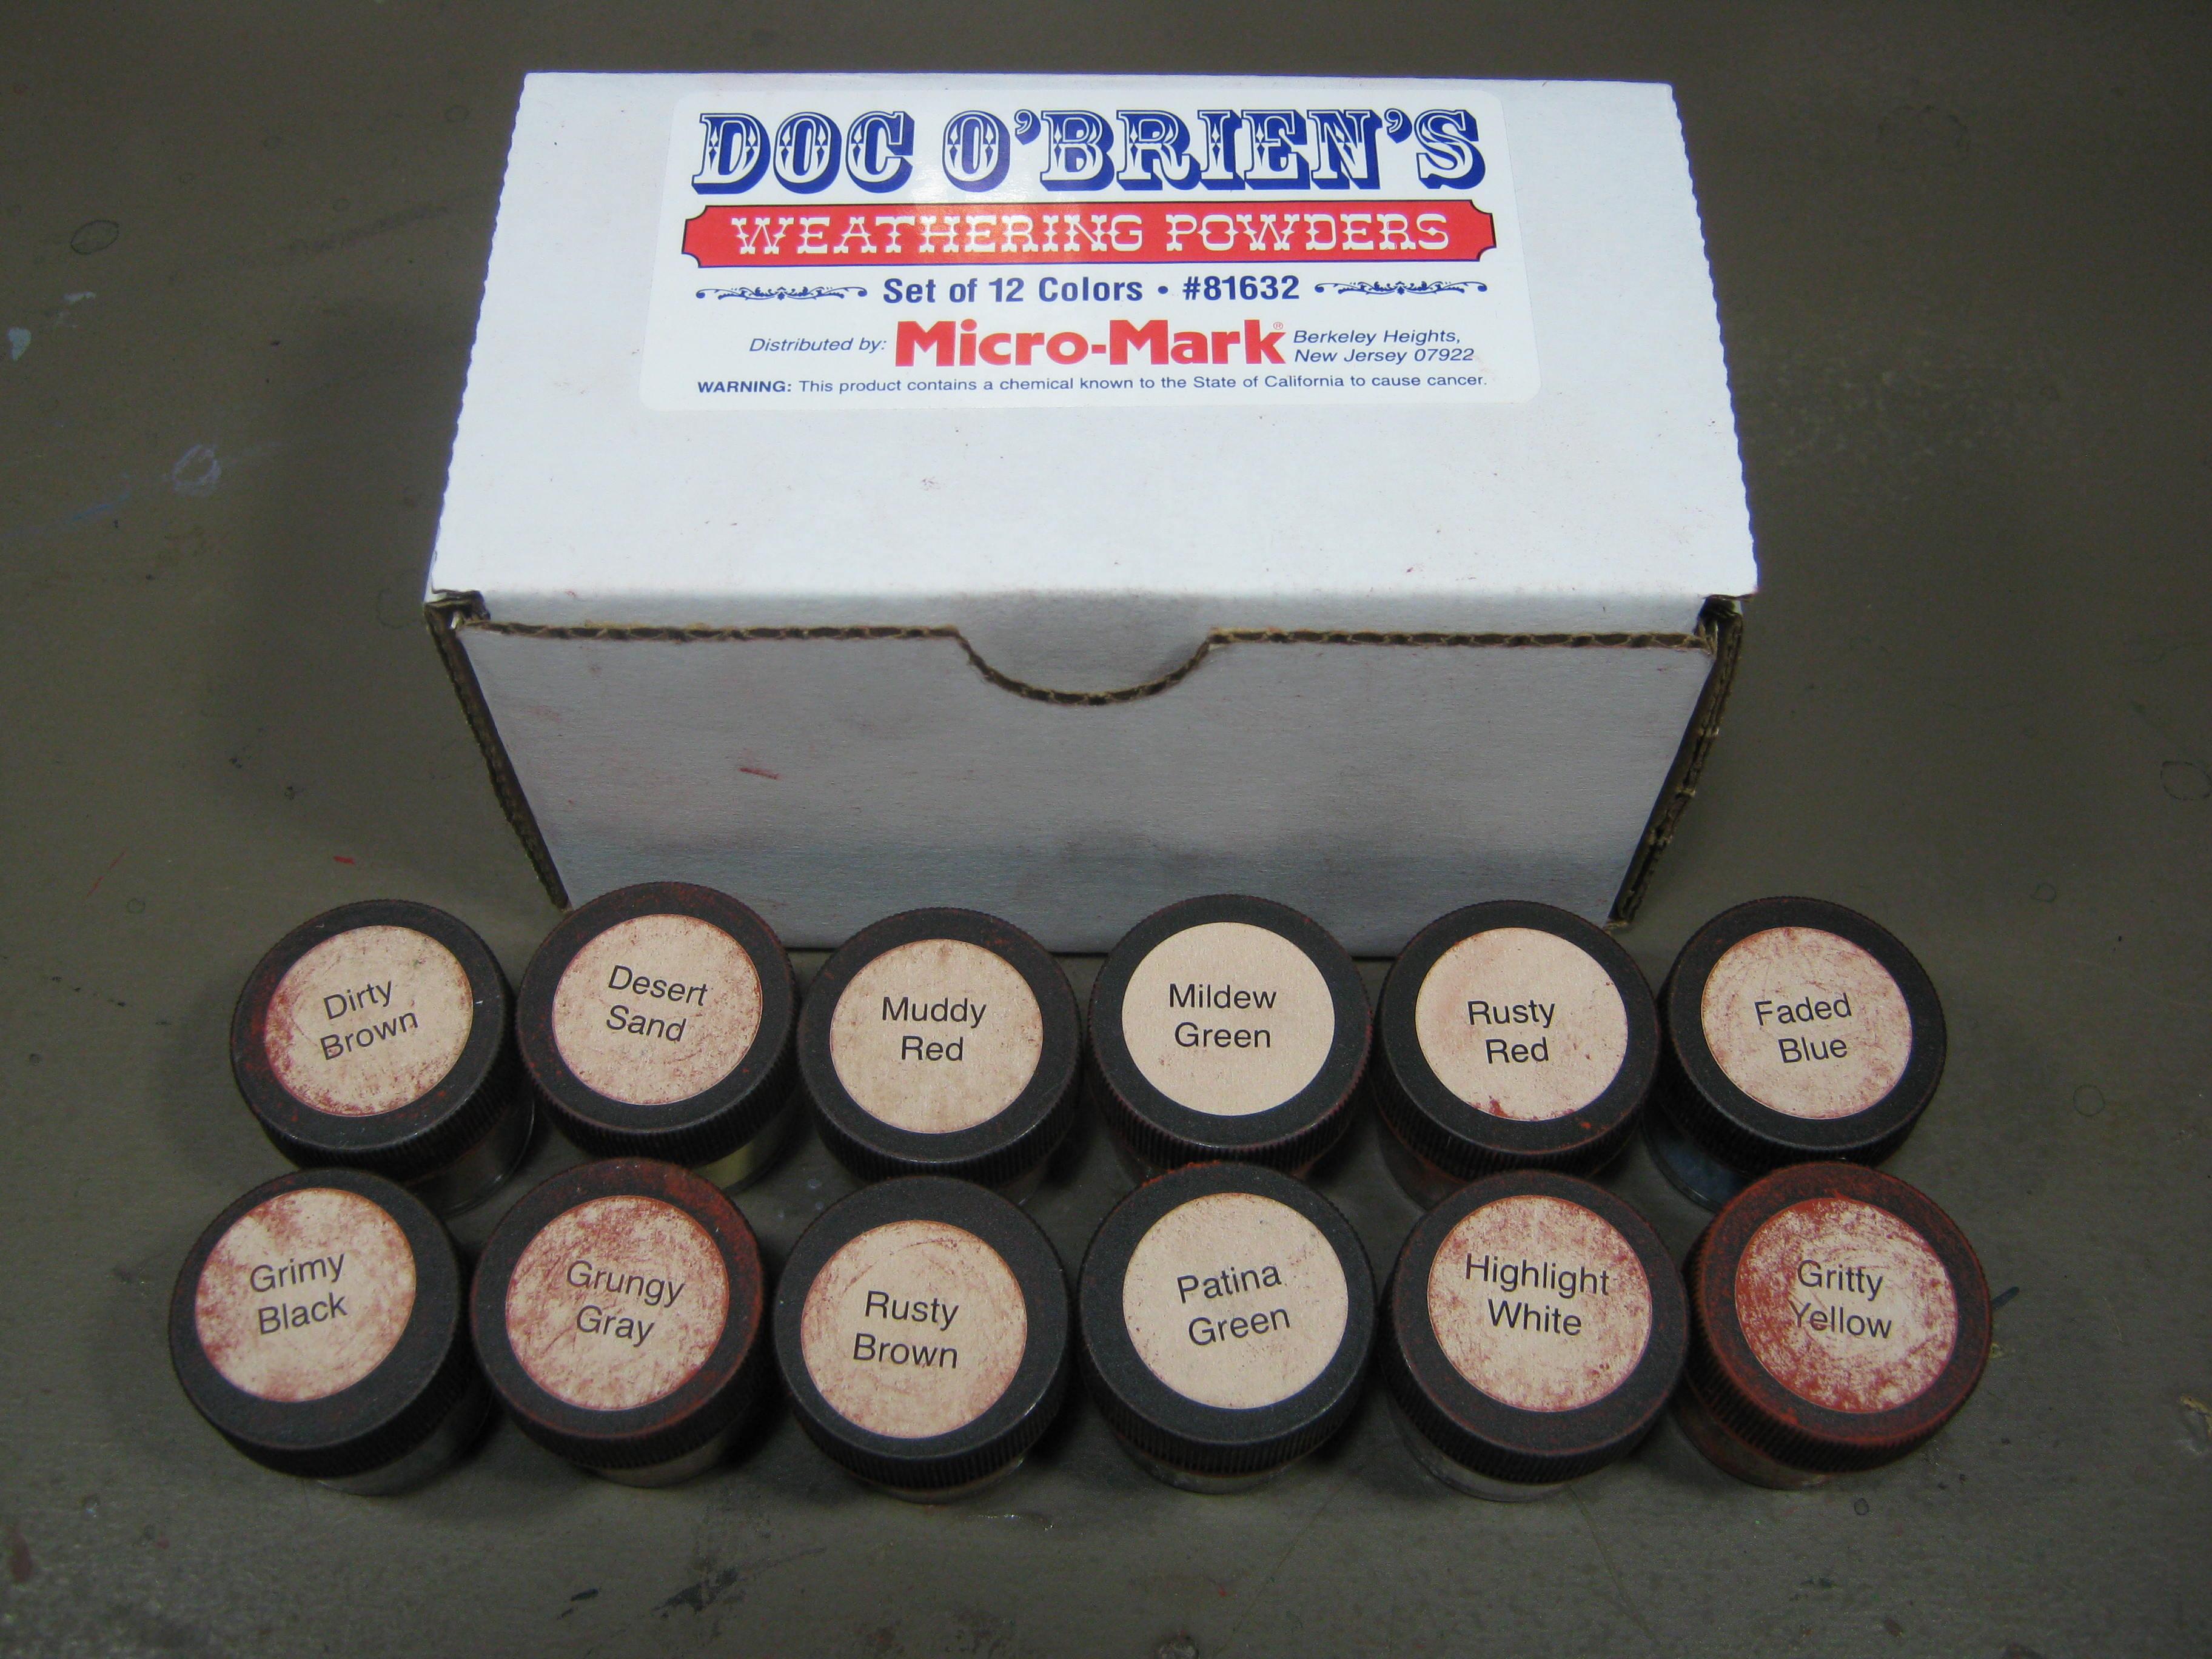 DOC O'BRIEN'S
WEATHERING POWDERS
Set of 12 Colors • #81632
Distributed by: Micro-Mark® Berkeley Heights,
New Jersey 07922
WARNING: This product contains a chemical known to the State of California to cause cancer.
Dirty
Brown
Desert
Sand
Muddy
Red
Mildew
Green
Rusty
Red
Faded
Blue
Grimy
Black
Grungy
Gray
Rusty
Brown
Patina
Green
Highlight
White
Gritty
Yellow